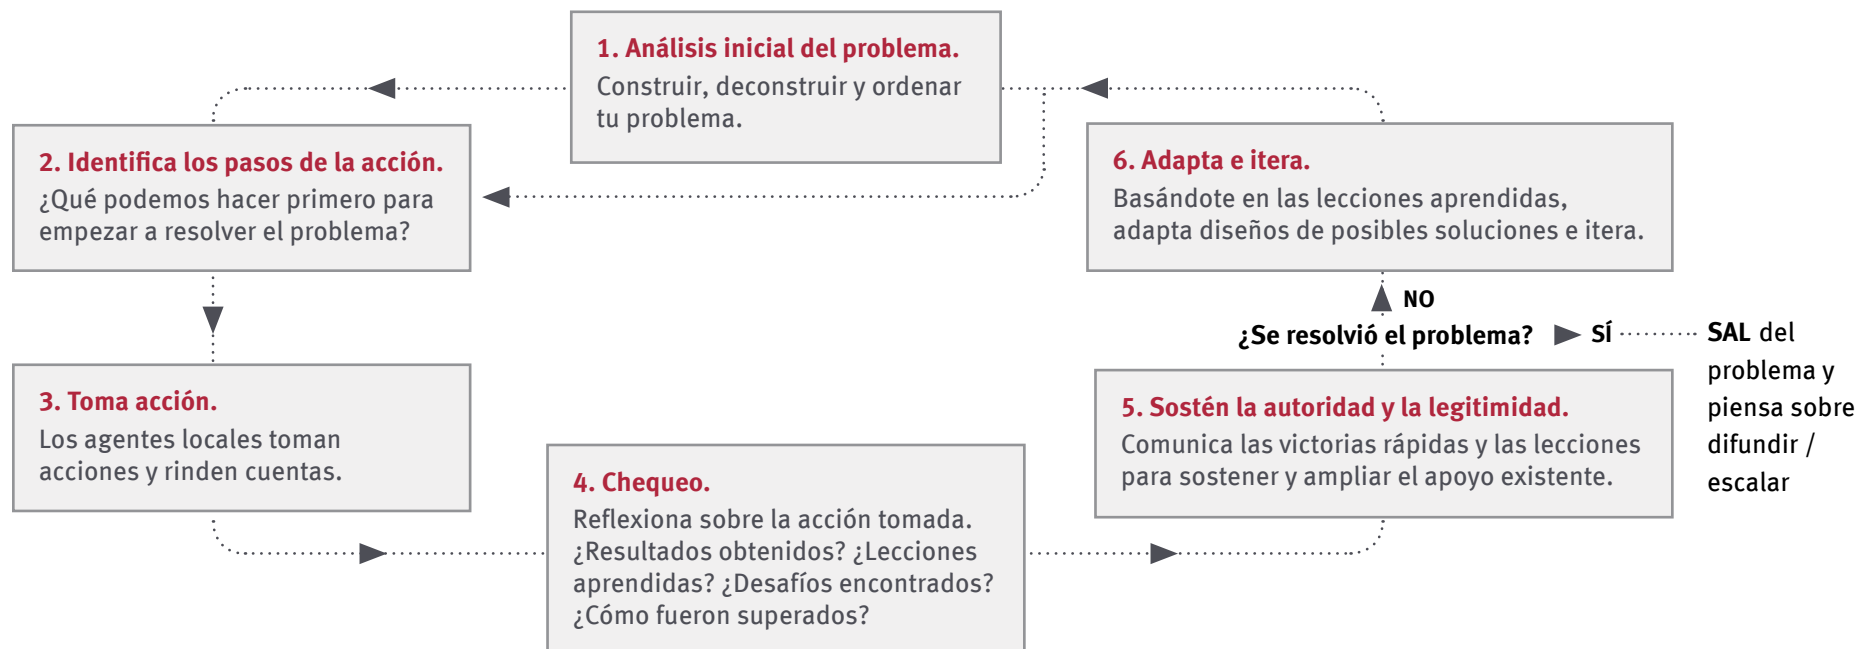 1. Análisis inicial del problema.
Construir, deconstruir y ordenar
tu problema.
2. Identifica los pasos de la acción.
¿Qué podemos hacer primero para
empezar a resolver el problema?
3. Toma acción.
Los agentes locales toman
acciones y rinden cuentas.
4. Chequeo.
Reflexiona sobre la acción tomada.
¿Resultados obtenidos? ¿Lecciones
aprendidas? ¿Desafíos encontrados?
¿Cómo fueron superados?
5. Sostén la autoridad y la legitimidad.
Comunica las victorias rápidas y las lecciones
para sostener y ampliar el apoyo existente.
¿Se resolvió el problema?
SÍ
SAL del
problema y
piensa sobre
difundir /
escalar
NO
6. Adapta e itera.
Basándote en las lecciones aprendidas,
adapta diseños de posibles soluciones e itera.